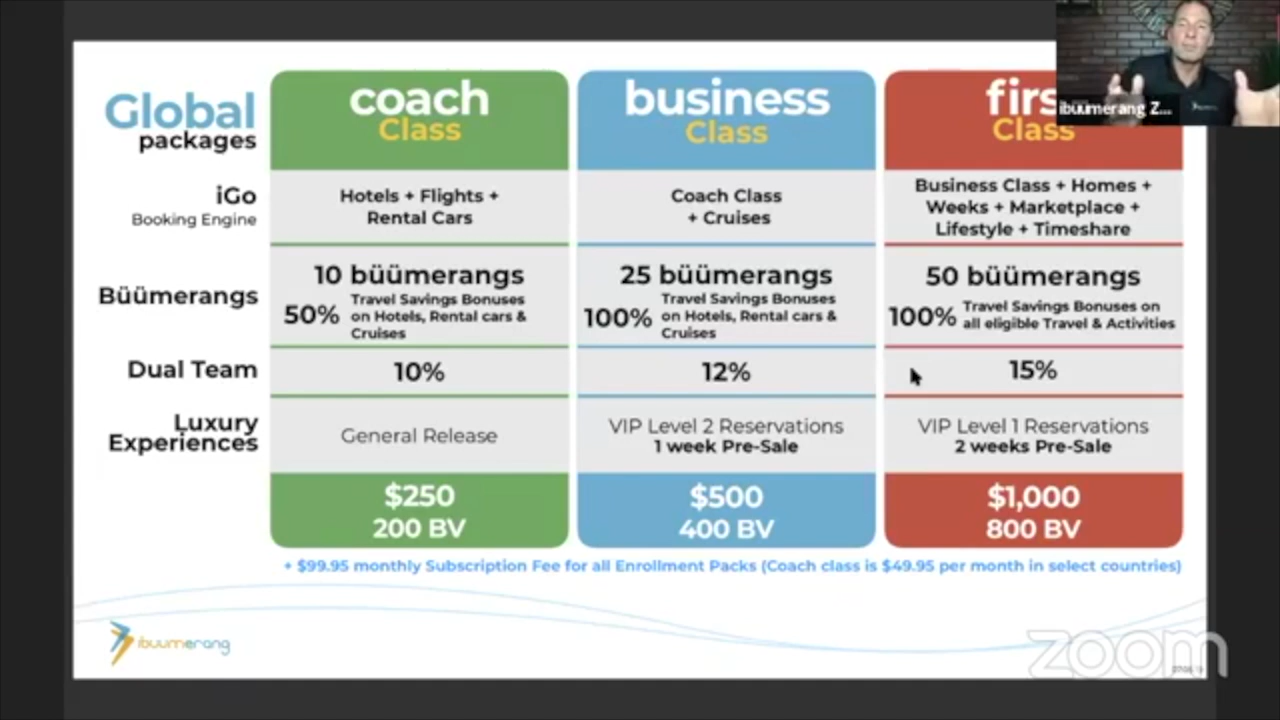 Global
packages
coach
Class
business
Class
firs
Class
ibüümerang Z...
iGo
Booking Engine
Hotels + Flights +
Rental Cars
Coach Class
+ Cruises
Business Class + Homes +
Weeks + Marketplace +
Lifestyle + Timeshare
Büümerangs
10 büümerangs
50%
Travel Savings Bonuses
on Hotels, Rental cars &
Cruises
25 büümerangs
100%
Travel Savings Bonuses
on Hotels, Rental cars &
Cruises
50 büümerangs
100%
Travel Savings Bonuses on
all eligible Travel & Activities
Dual Team
10%
12%
15%
Luxury
Experiences
General Release
VIP Level 2 Reservations
1 week Pre-Sale
VIP Level 1 Reservations
2 weeks Pre-Sale
$250
200 BV
$500
400 BV
$1,000
800 BV
+ $99.95 monthly Subscription Fee for all Enrollment Packs (Coach class is $49.95 per month in select countries)
ibuumerang
zoom